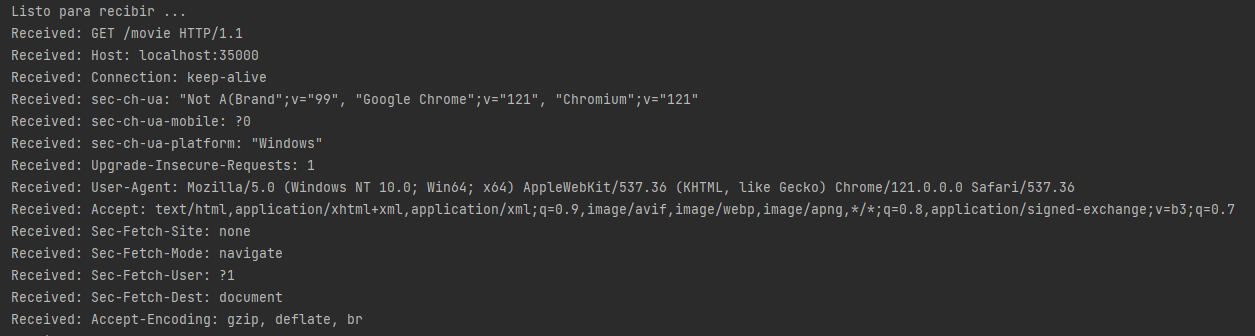 Listo para recibir ...
Received: GET /movie HTTP/1.1
Received: Host: localhost:35000
Received: Connection: keep-alive
Received: sec-ch-ua: "Not A(Brand";v="99", "Google Chrome";v="121", "Chromium";v="121"
Received: sec-ch-ua-mobile: ?0
Received: sec-ch-ua-platform: "Windows"
Received: Upgrade-Insecure-Requests: 1
Received: User-Agent: Mozilla/5.0 (Windows NT 10.0; Win64; x64) AppleWebKit/537.36 (KHTML, like Gecko) Chrome/121.0.0.0 Safari/537.36
Received: Accept: text/html,application/xhtml+xml,application/xml;q=0.9,image/avif,image/webp,image/apng,*/*;q=0.8,application/signed-exchange;v=b3;q=0.7
Received: Sec-Fetch-Site: none
Received: Sec-Fetch-Mode: navigate
Received: Sec-Fetch-User: ?1
Received: Sec-Fetch-Dest: document
Received: Accept-Encoding: gzip, deflate, br